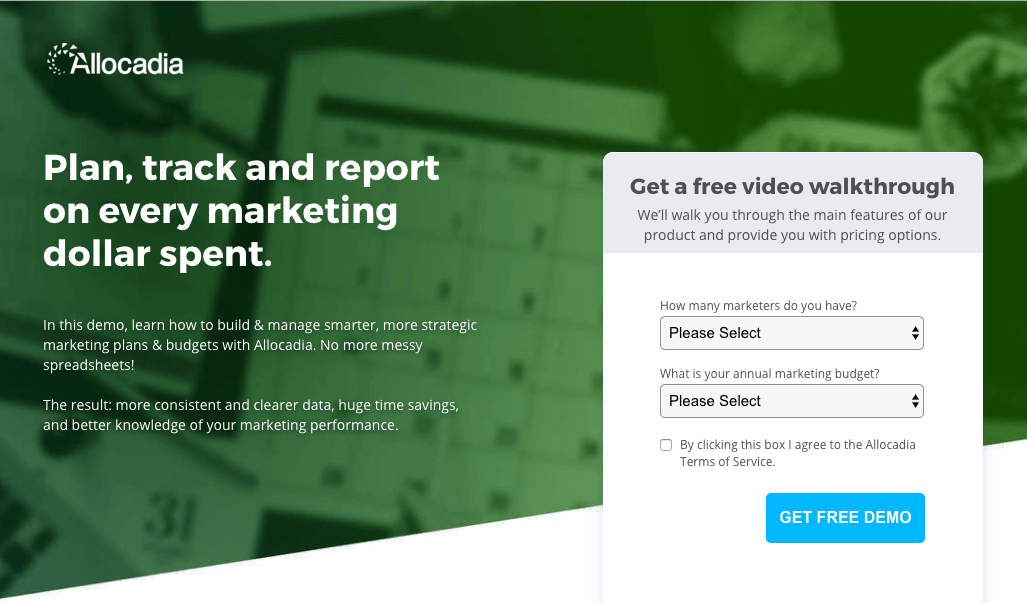 Allocadia
Plan, track and report
on every marketing
dollar spent.
In this demo, learn how to build & manage smarter, more strategic
marketing plans & budgets with Allocadia. No more messy
spreadsheets!
The result: more consistent and clearer data, huge time savings,
and better knowledge of your marketing performance.
Get a free video walkthrough
We’ll walk you through the main features of our
product and provide you with pricing options.
How many marketers do you have?
Please Select
What is your annual marketing budget?
Please Select
By clicking this box I agree to the Allocadia
Terms of Service.
GET FREE DEMO
31